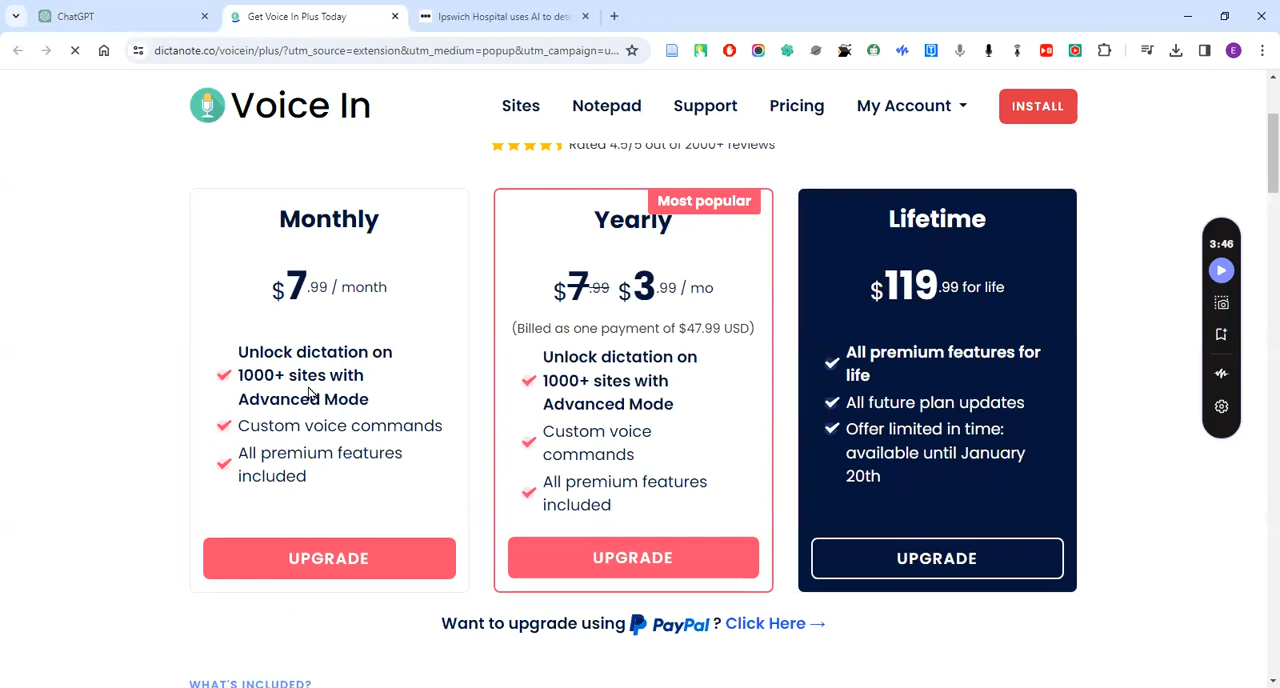 ChatGPT
Get Voice In Plus Today
Ipswich Hospital uses AI to det
dictanote.co/voicein/plus/?utm_source=extension&utm_medium=popup&utm_campaign=u...
E
Voice In
Sites
Notepad
Support
Pricing
My Account
INSTALL
Rated 4.5/5 out of 2000+ reviews
Monthly
$7.99 / month
Unlock dictation on
1000+ sites with
Advanced Mode
Custom voice commands
All premium features
included
UPGRADE
Most popular
Yearly
$7.99 $3.99 / mo
(Billed as one payment of $47.99 USD)
Unlock dictation on
1000+ sites with
Advanced Mode
Custom voice
commands
All premium features
included
UPGRADE
Lifetime
$119.99 for life
All premium features for
life
All future plan updates
Offer limited in time:
available until January
20th
UPGRADE
3:46
Want to upgrade using PayPal ? Click Here →
WHAT'S INCLUDED?